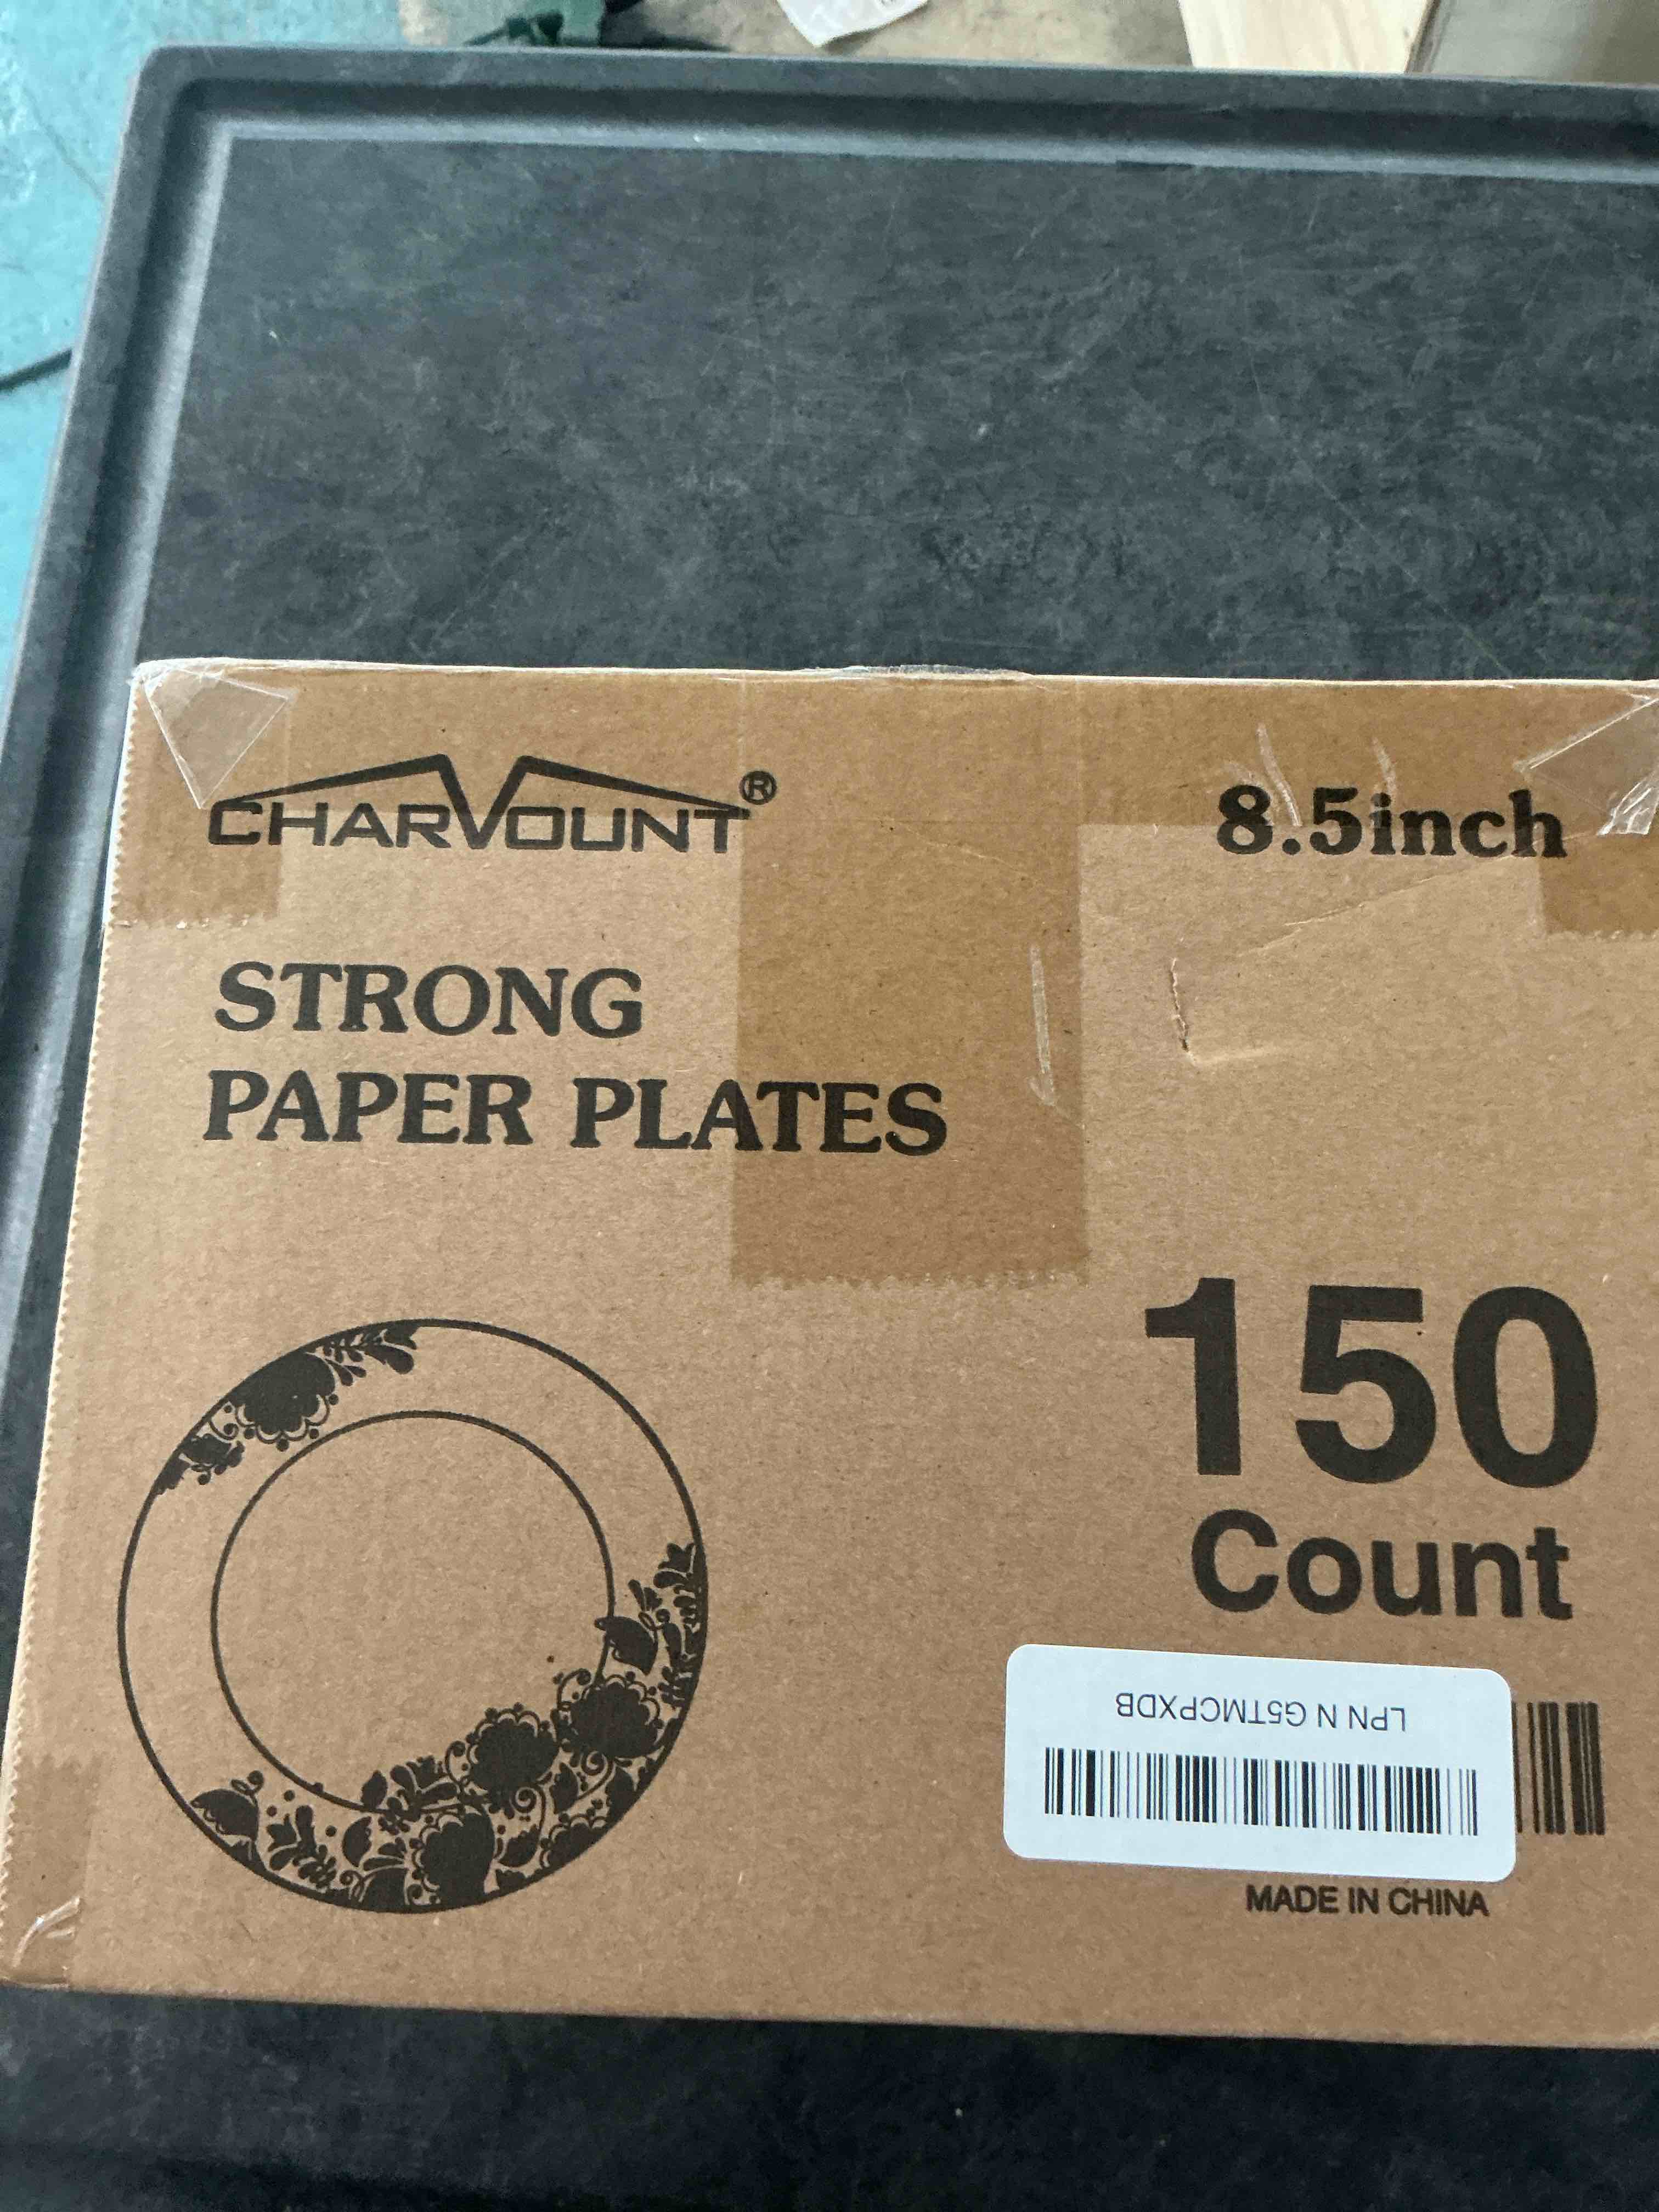 CHARVOUNT®
8.5inch
STRONG
PAPER PLATES
150
Count
LPN N G5TMCPXDB
MADE IN CHINA